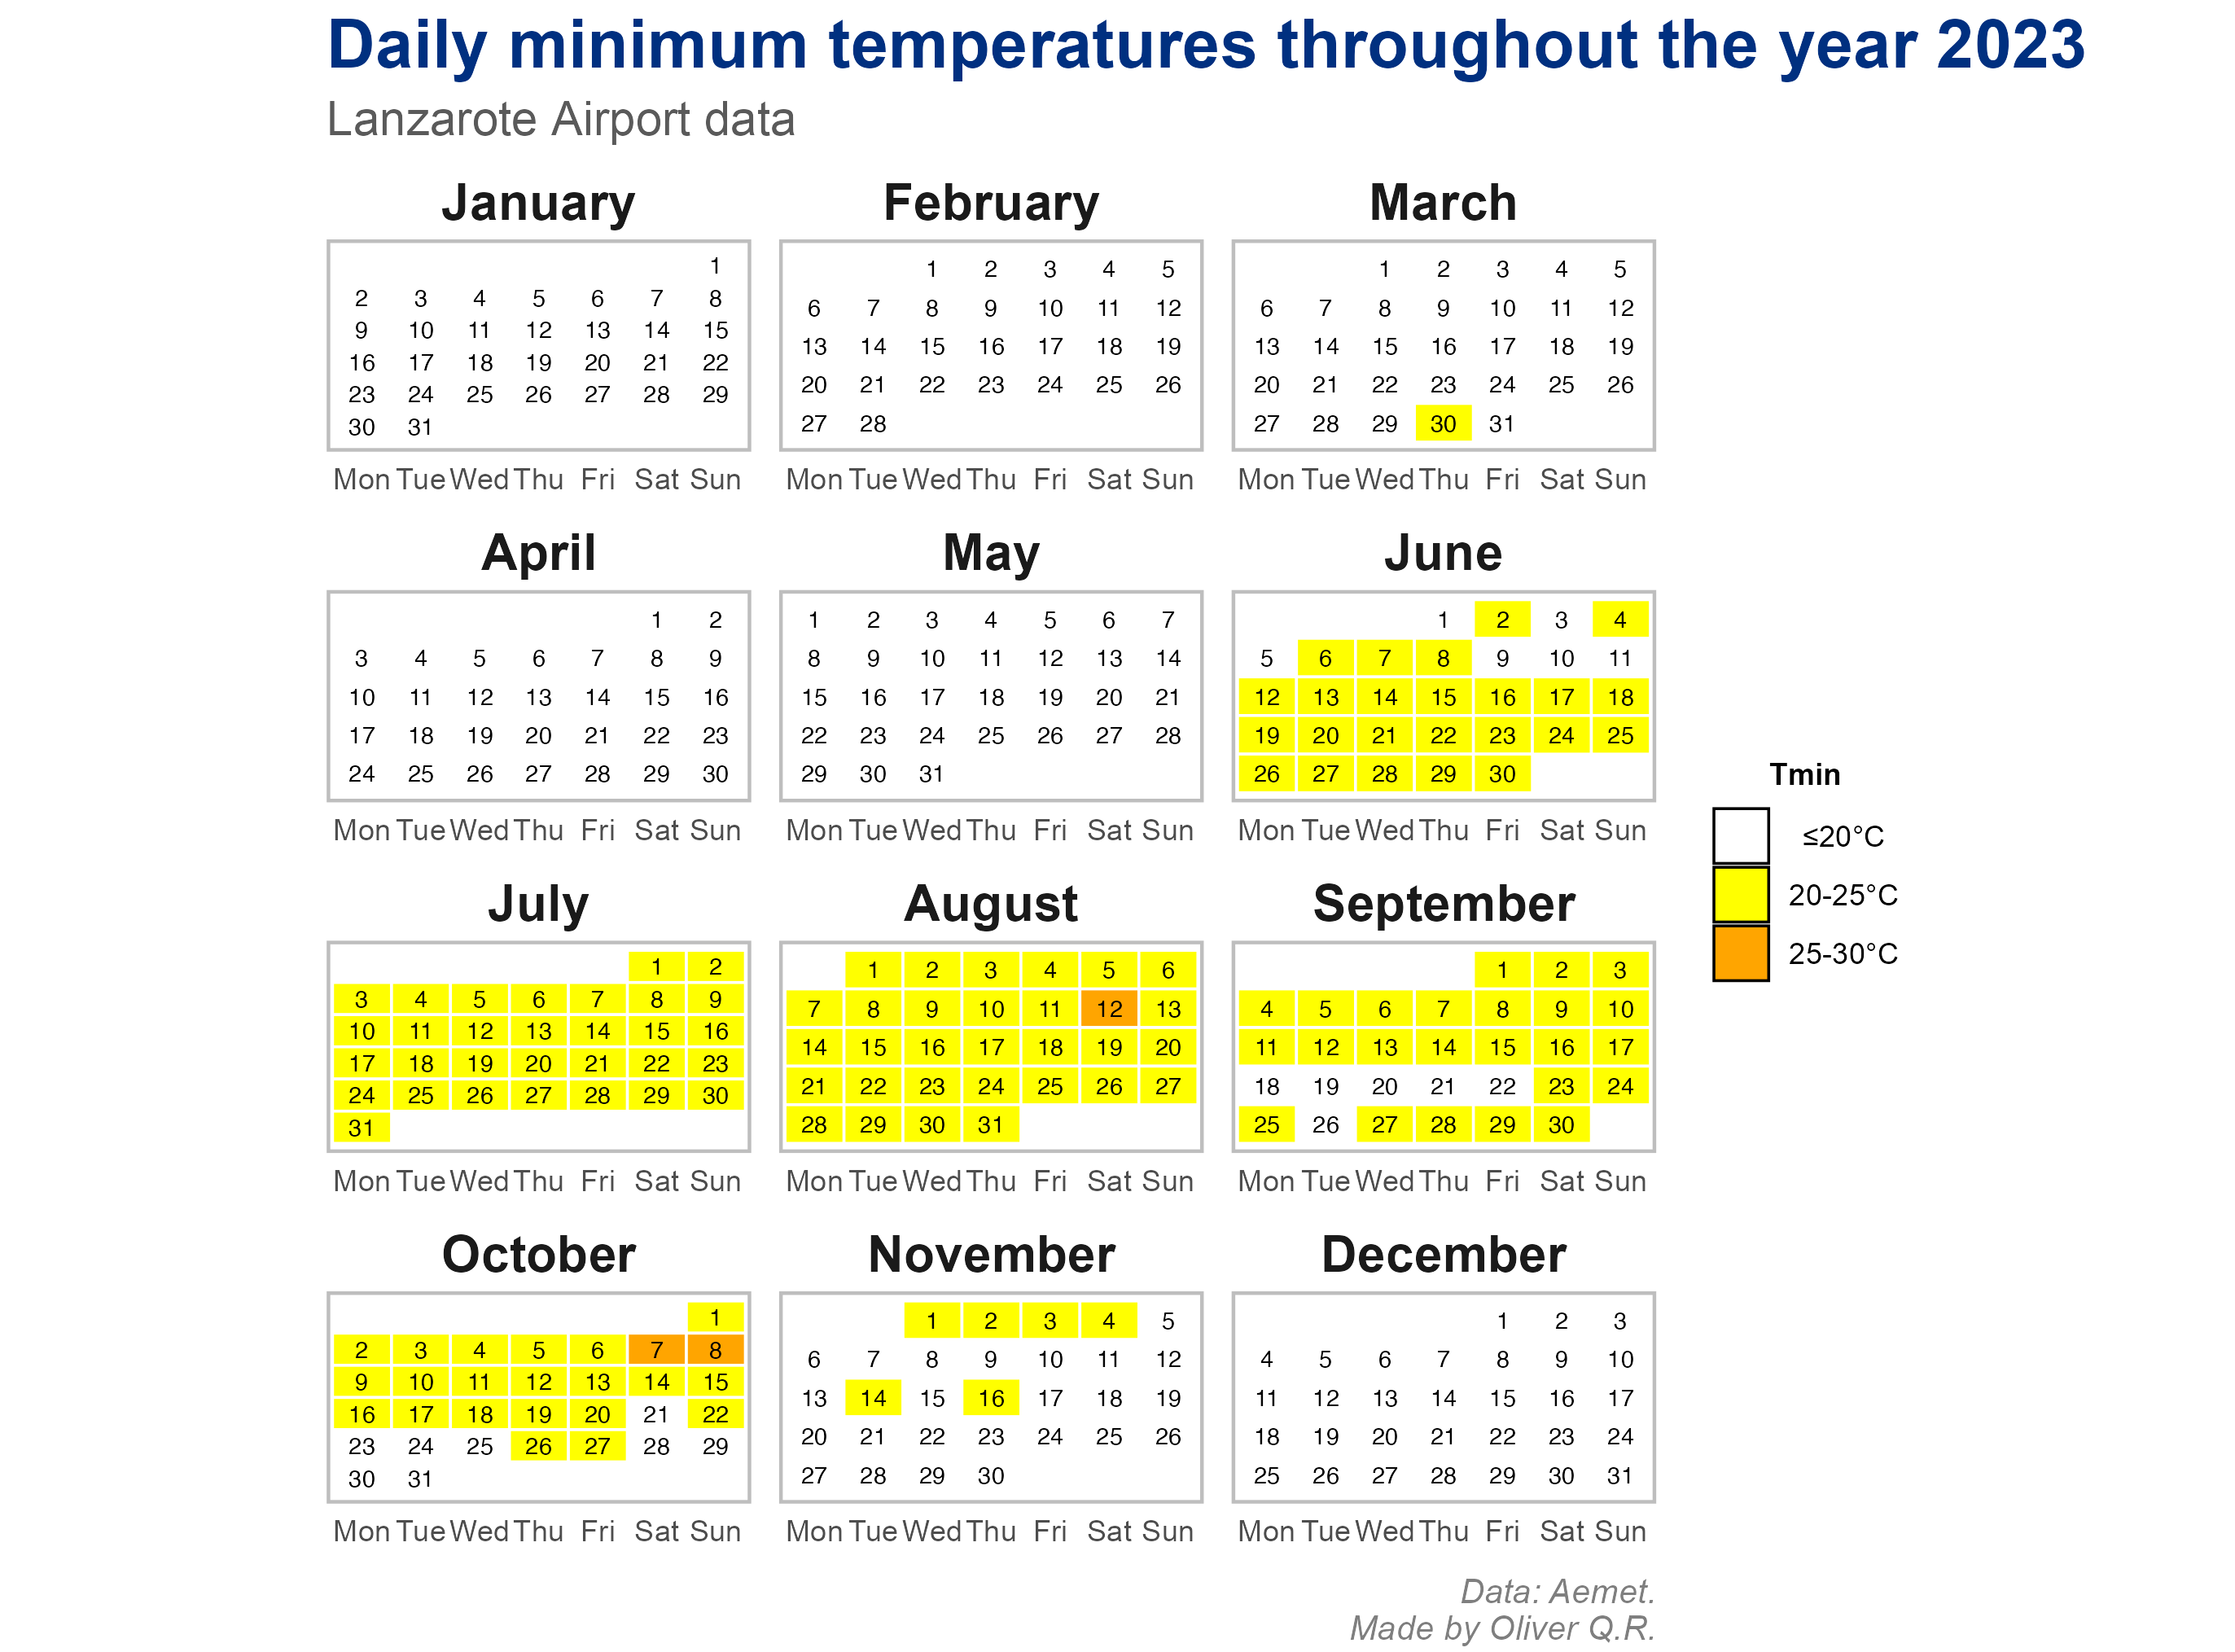 Daily minimum temperatures throughout the year 2023
Lanzarote Airport data
January
1
2 3 4 5 6 7 8
9 10 11 12 13 14 15
16 17 18 19 20 21 22
23 24 25 26 27 28 29
30 31
Mon Tue Wed Thu Fri Sat Sun
February
1 2 3 4 5
6 7 8 9 10 11 12
13 14 15 16 17 18 19
20 21 22 23 24 25 26
27 28
Mon Tue Wed Thu Fri Sat Sun
March
1 2 3 4 5
6 7 8 9 10 11 12
13 14 15 16 17 18 19
20 21 22 23 24 25 26
27 28 29 30 31
Mon Tue Wed Thu Fri Sat Sun
April
1 2
3 4 5 6 7 8 9
10 11 12 13 14 15 16
17 18 19 20 21 22 23
24 25 26 27 28 29 30
Mon Tue Wed Thu Fri Sat Sun
May
1 2 3 4 5 6 7
8 9 10 11 12 13 14
15 16 17 18 19 20 21
22 23 24 25 26 27 28
29 30 31
Mon Tue Wed Thu Fri Sat Sun
June
1 2 3 4
5 6 7 8 9 10 11
12 13 14 15 16 17 18
19 20 21 22 23 24 25
26 27 28 29 30
Mon Tue Wed Thu Fri Sat Sun
July
1 2
3 4 5 6 7 8 9
10 11 12 13 14 15 16
17 18 19 20 21 22 23
24 25 26 27 28 29 30
31
Mon Tue Wed Thu Fri Sat Sun
August
1 2 3 4 5 6
7 8 9 10 11 12 13
14 15 16 17 18 19 20
21 22 23 24 25 26 27
28 29 30 31
Mon Tue Wed Thu Fri Sat Sun
September
1 2 3
4 5 6 7 8 9 10
11 12 13 14 15 16 17
18 19 20 21 22 23 24
25 26 27 28 29 30
Mon Tue Wed Thu Fri Sat Sun
October
1
2 3 4 5 6 7 8
9 10 11 12 13 14 15
16 17 18 19 20 21 22
23 24 25 26 27 28 29
30 31
Mon Tue Wed Thu Fri Sat Sun
November
1 2 3 4 5
6 7 8 9 10 11 12
13 14 15 16 17 18 19
20 21 22 23 24 25 26
27 28 29 30
Mon Tue Wed Thu Fri Sat Sun
December
1 2 3
4 5 6 7 8 9 10
11 12 13 14 15 16 17
18 19 20 21 22 23 24
25 26 27 28 29 30 31
Mon Tue Wed Thu Fri Sat Sun
Tmin
≤20°C
20-25°C
25-30°C
Data: Aemet.
Made by Oliver Q.R.